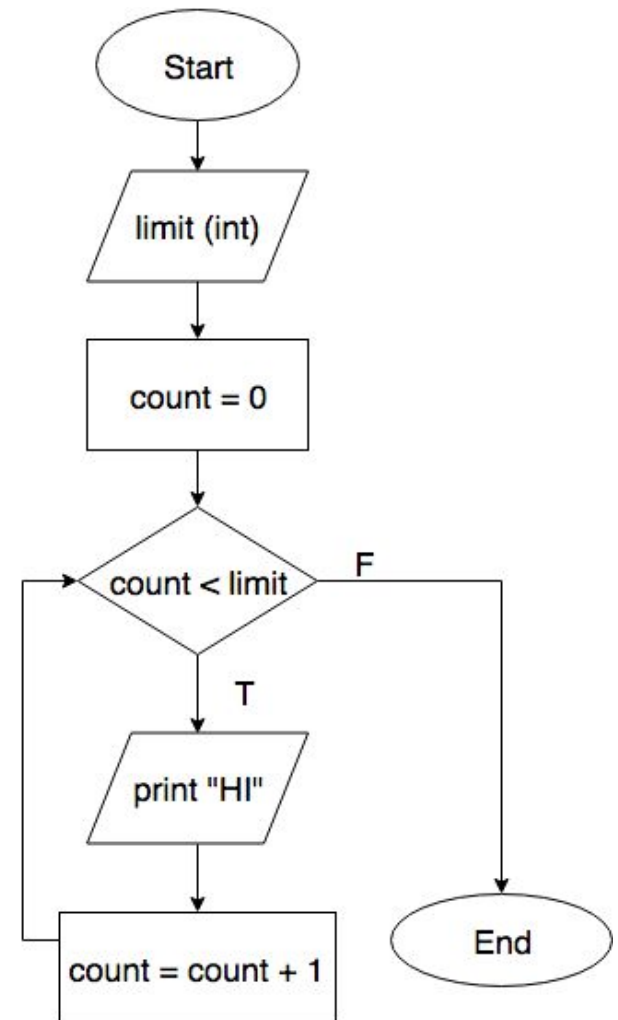 Start
limit (int)
count = 0
count < limit
F
T
print "HI"
count = count + 1
End